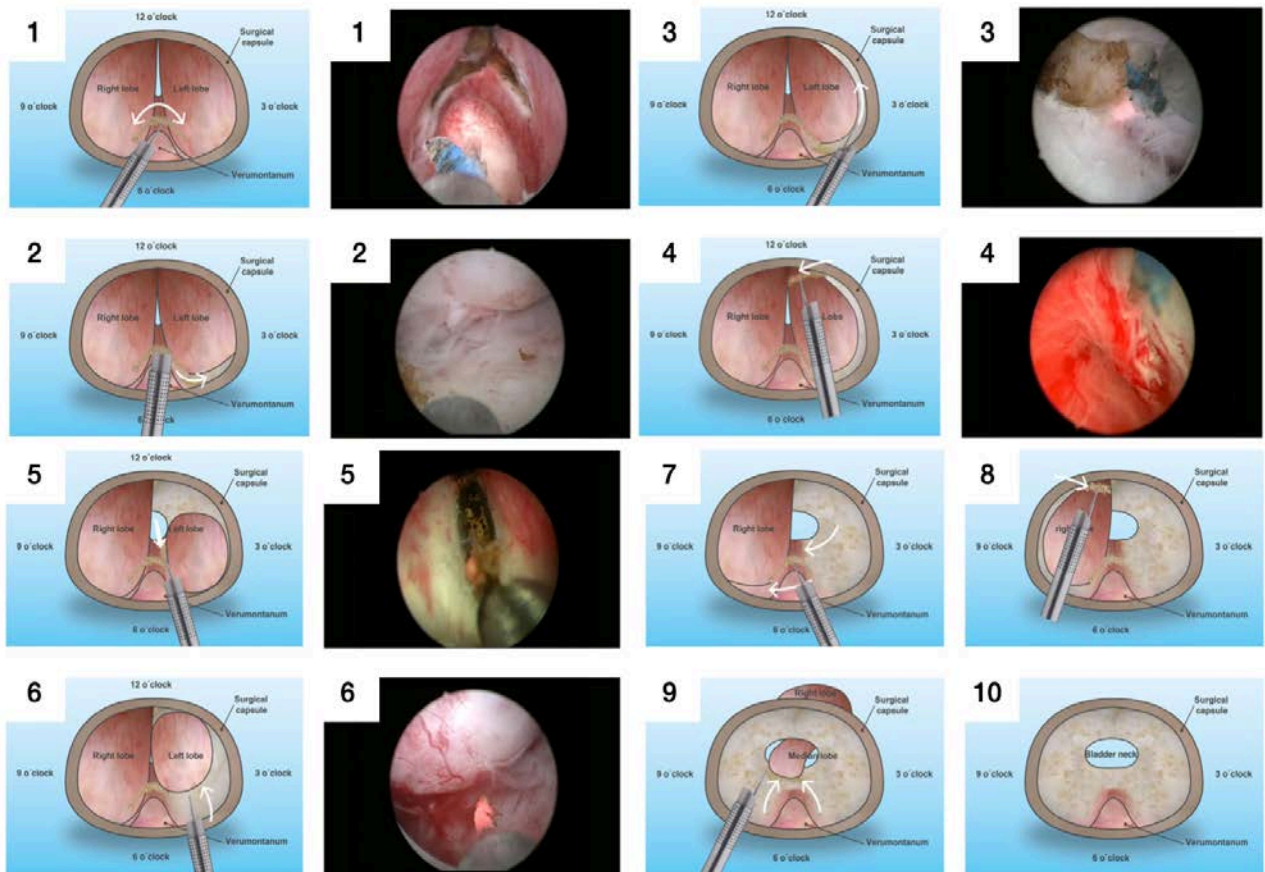 1
12 o´clock
Surgical
capsule
Right lobe
Left lobe
9 o´clock
3 o´clock
Verumontanum
6 o´clock
1
3
12 o´clock
Surgical
capsule
Right lobe
Left lobe
9 o´clock
3 o´clock
Verumontanum
6 o´clock
3
2
12 o´clock
Surgical
capsule
Right lobe
Left lobe
9 o´clock
3 o´clock
Verumontanum
6 clock
2
4
12 o´clock
Surgical
capsule
Right lobe
Lobe
9 o´clock
3 o´clock
Verumontanum
6 o´clock
4
5
12 o´clock
Surgical
capsule
Right lobe
Left lobe
9 o´clock
3 o´clock
Verumontanum
6 o´clock
5
7
Surgical
capsule
Right lobe
9 o´clock
3 o´clock
Verumontanum
6 o´clock
8
Surgical
capsule
9 o´clock
3 o´clock
Verumontanum
6 o´clock
6
12 o´clock
Surgical
capsule
Right lobe
Left lobe
9 o´clock
3 o´clock
Verumontanum
6 o´clock
6
9
Right lobe
Surgical
capsule
Median lobe
9 o´clock
3 o´clock
Verumontanum
6 o´clock
10
Surgical
capsule
Bladder neck
9 o´clock
3 o´clock
Verumontanum
6 o´clock